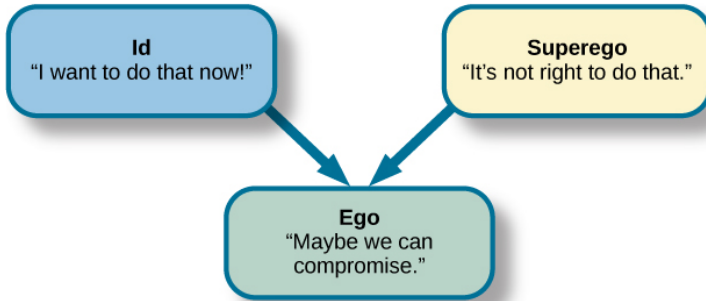 Id
“I want to do that now!”
Superego
“It’s not right to do that.”
Ego
“Maybe we can
compromise.”